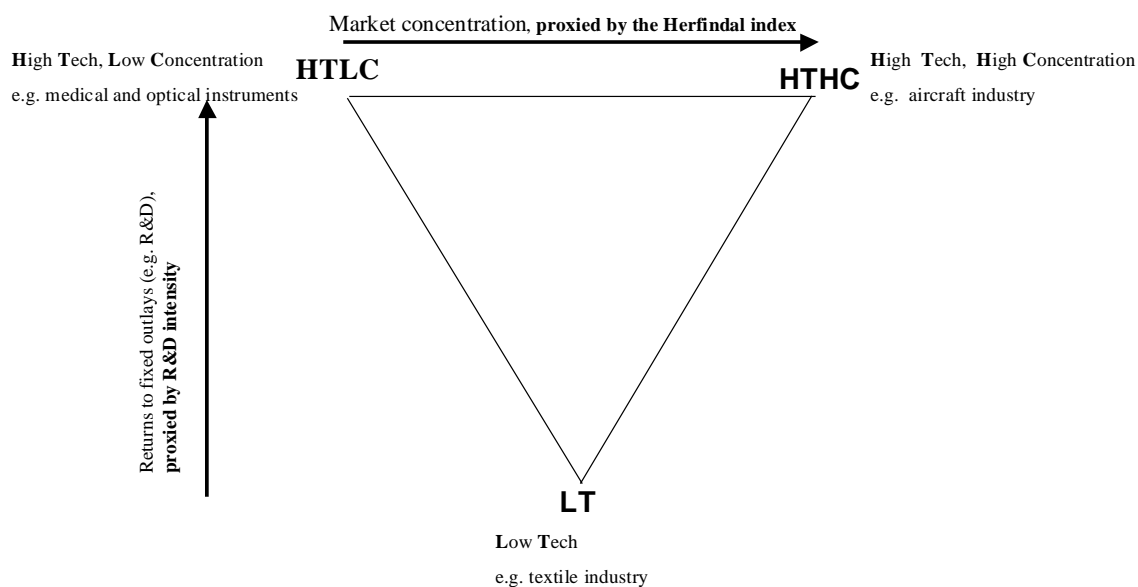 Market concentration, proxied by the Herfindal index
High Tech, Low Concentration
e.g. medical and optical instruments
HTLC
HTHC
High Tech, High Concentration
e.g. aircraft industry
Returns to fixed outlays (e.g. R&D),
proxied by R&D intensity
LT
Low Tech
e.g. textile industry